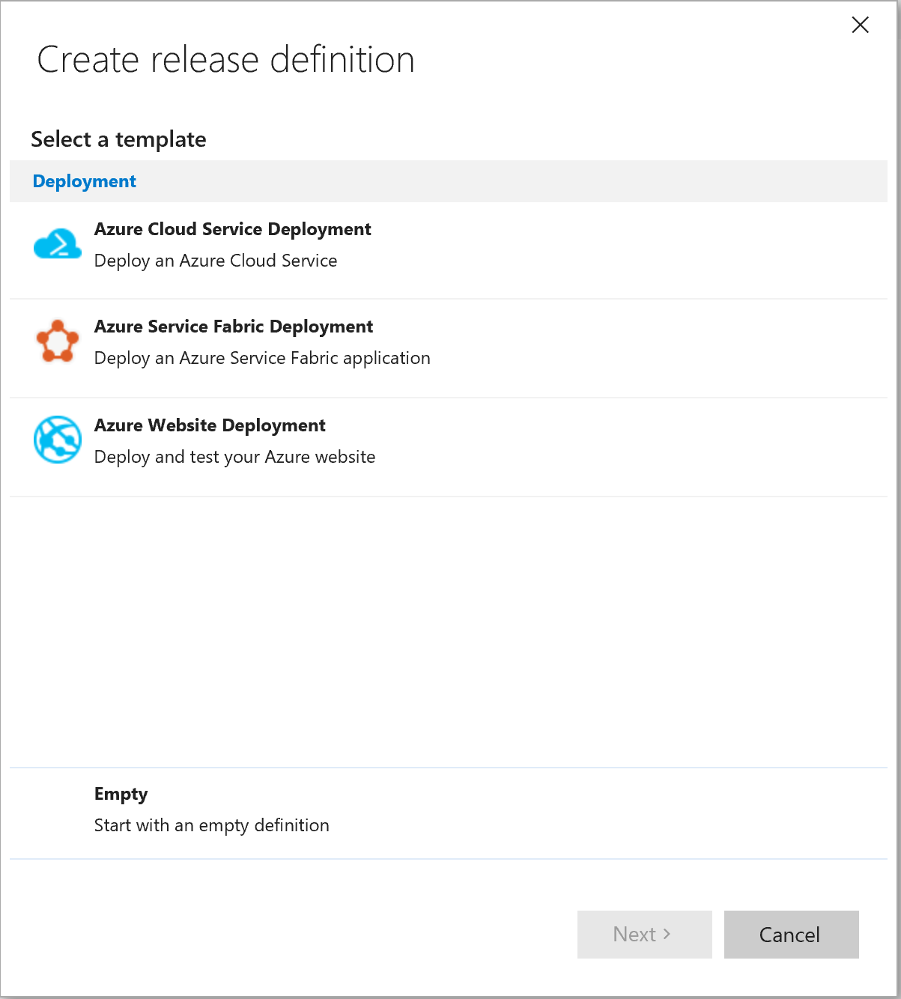 Create release definition
Select a template
Deployment
Azure Cloud Service Deployment
Deploy an Azure Cloud Service
Azure Service Fabric Deployment
Deploy an Azure Service Fabric application
Azure Website Deployment
Deploy and test your Azure website
Empty
Start with an empty definition
Next >
Cancel